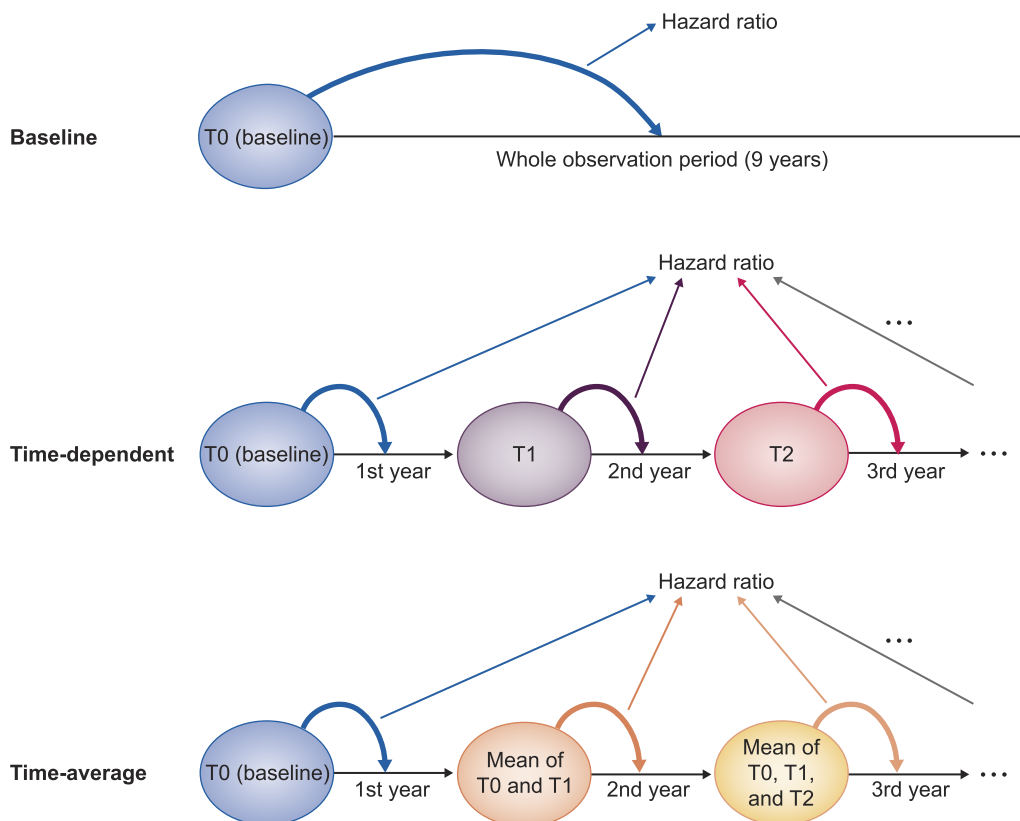 Hazard ratio
Baseline
T0 (baseline)
Whole observation period (9 years)
Hazard ratio
...
Time-dependent
T0 (baseline)
1st year
T1
2nd year
T2
3rd year
...
Hazard ratio
...
Time-average
T0 (baseline)
1st year
Mean of
T0 and T1
2nd year
Mean of
T0, T1,
and T2
3rd year
...